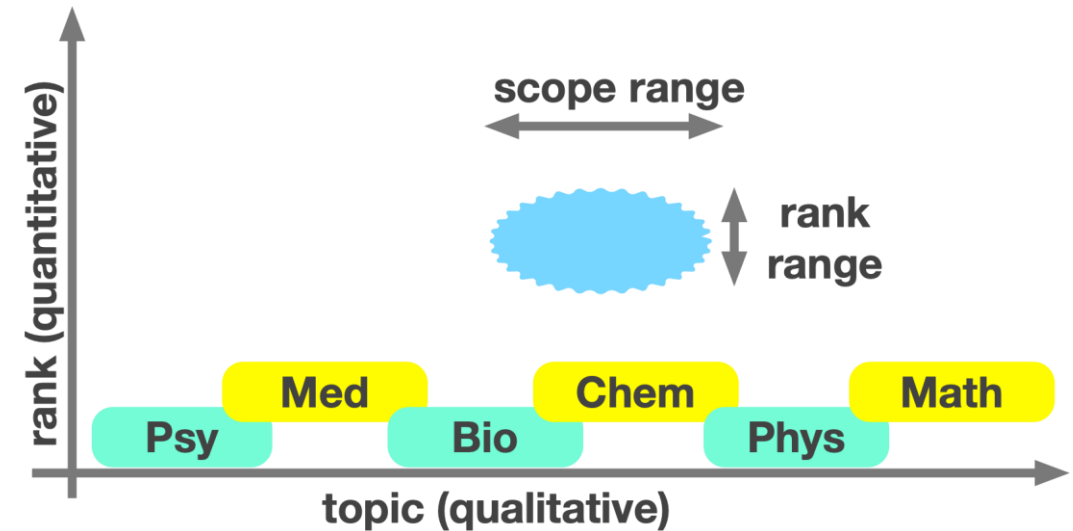 rank (quantitative)
scope range
rank
range
Med
Chem
Math
Psy
Bio
Phys
topic (qualitative)